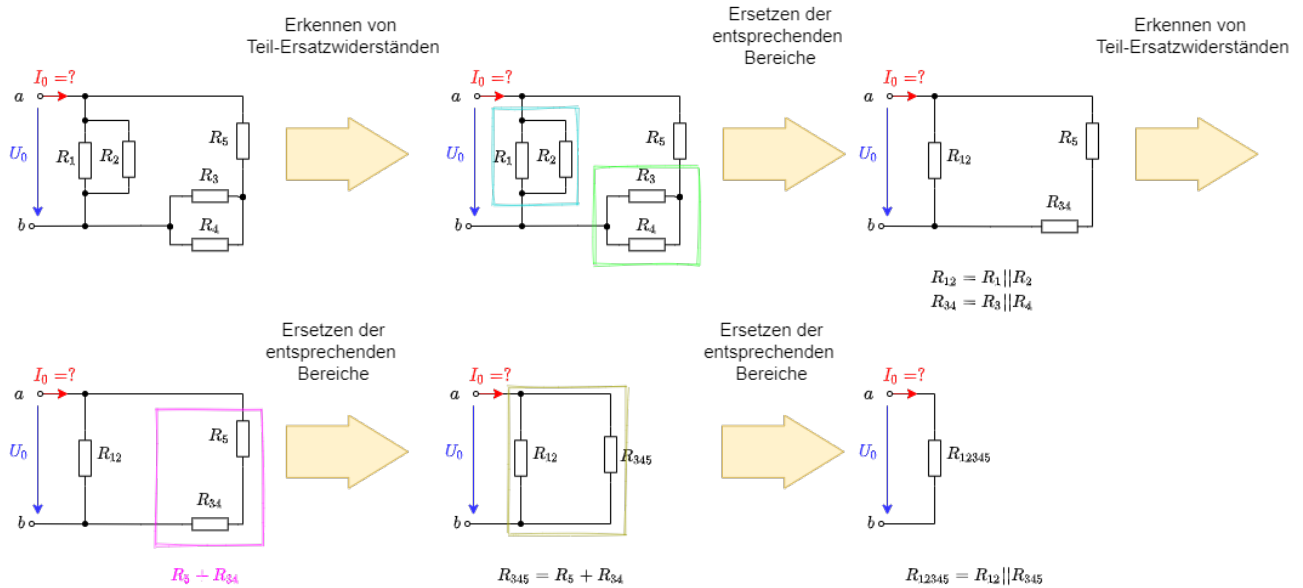 Erkennen von
Teil-Ersatzwiderständen
Ersetzen der
entsprechenden
Bereiche
Erkennen von
Teil-Ersatzwiderständen
I₀ =?
a
U₀
R₁
R₂
R₅
R₃
R₄
b
I₀ =?
a
U₀
R₁
R₂
R₅
R₃
R₄
b
I₀ =?
a
U₀
R₁₂
R₅
R₃₄
b
R₁₂ = R₁||R₂
R₃₄ = R₃||R₄
Ersetzen der
entsprechenden
Bereiche
Ersetzen der
entsprechenden
Bereiche
I₀ =?
a
U₀
R₁₂
R₅
R₃₄
b
R₅ + R₃₄
I₀ =?
a
U₀
R₁₂
R₃₄₅
b
R₃₄₅ = R₅ + R₃₄
I₀ =?
a
U₀
R₁₂₃₄₅
b
R₁₂₃₄₅ = R₁₂||R₃₄₅